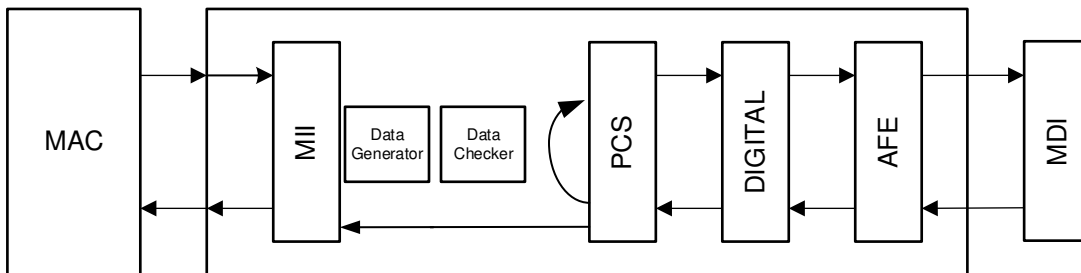 MAC
MII
Data
Generator
Data
Checker
PCS
DIGITAL
AFE
MDI